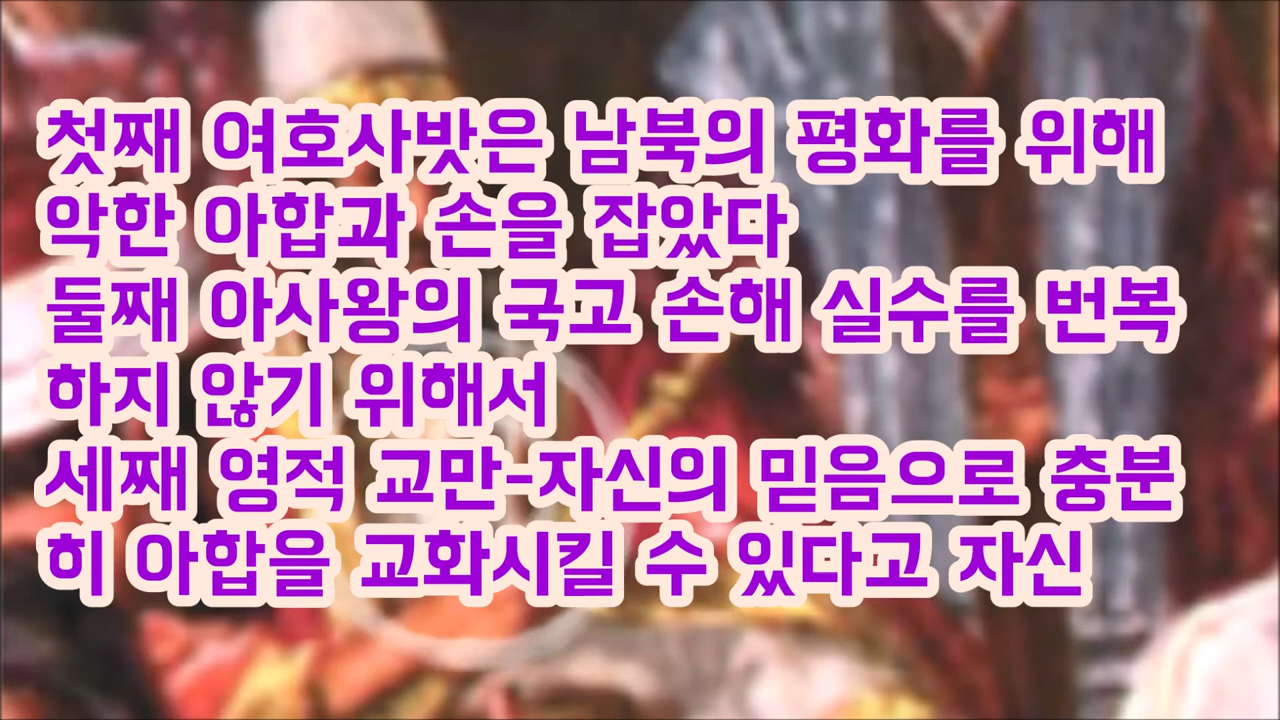 첫째 여호사밧은 남북의 평화를 위해
악한 아합과 손을 잡았다
둘째 아사왕의 국고 손해 실수를 번복
하지 않기 위해서
세째 영적 교만-자신의 믿음으로 충분
히 아합을 교화시킬 수 있다고 자신